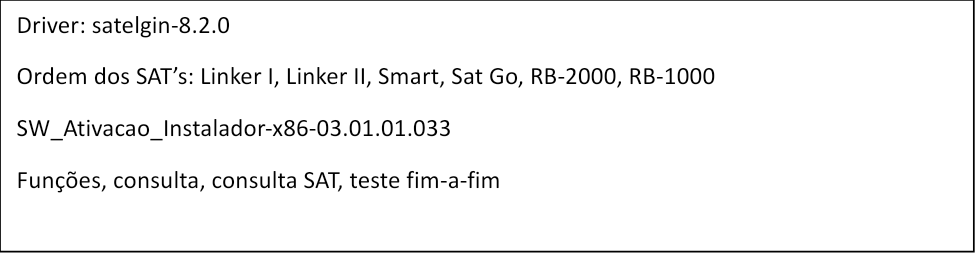 Driver: satelgin-8.2.0
Ordem dos SAT’s: Linker I, Linker II, Smart, Sat Go, RB-2000, RB-1000
SW_Ativacao_Instalador-x86-03.01.01.033
Funções, consulta, consulta SAT, teste fim-a-fim